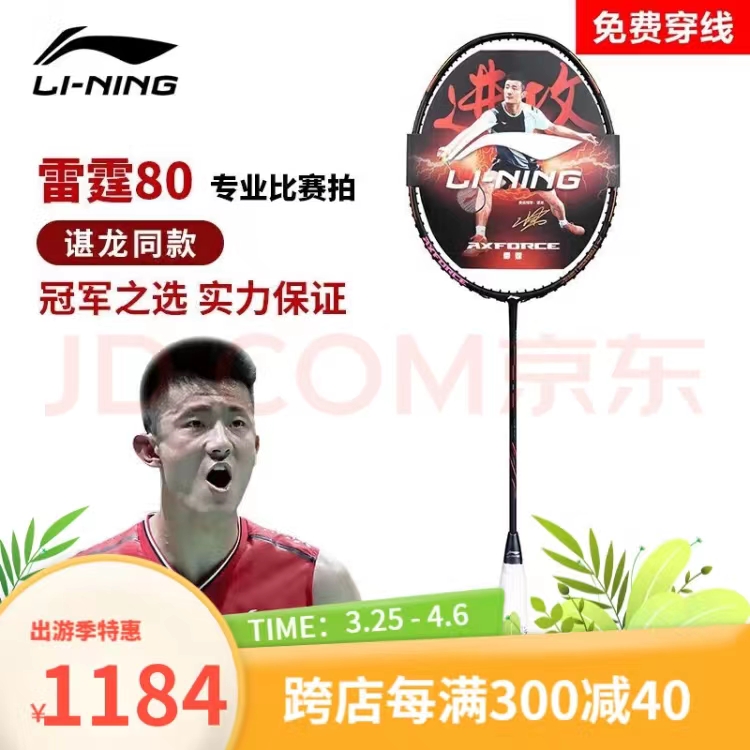 LI-NING
免费穿线
进攻
LI-NING
AXFORCE
雷霆
AXFORCE
雷霆80 专业比赛拍
谌龙同款
冠军之选 实力保证
JD.COM京东
TIME: 3.25 - 4.6
出游季特惠
¥1184
跨店每满300减40